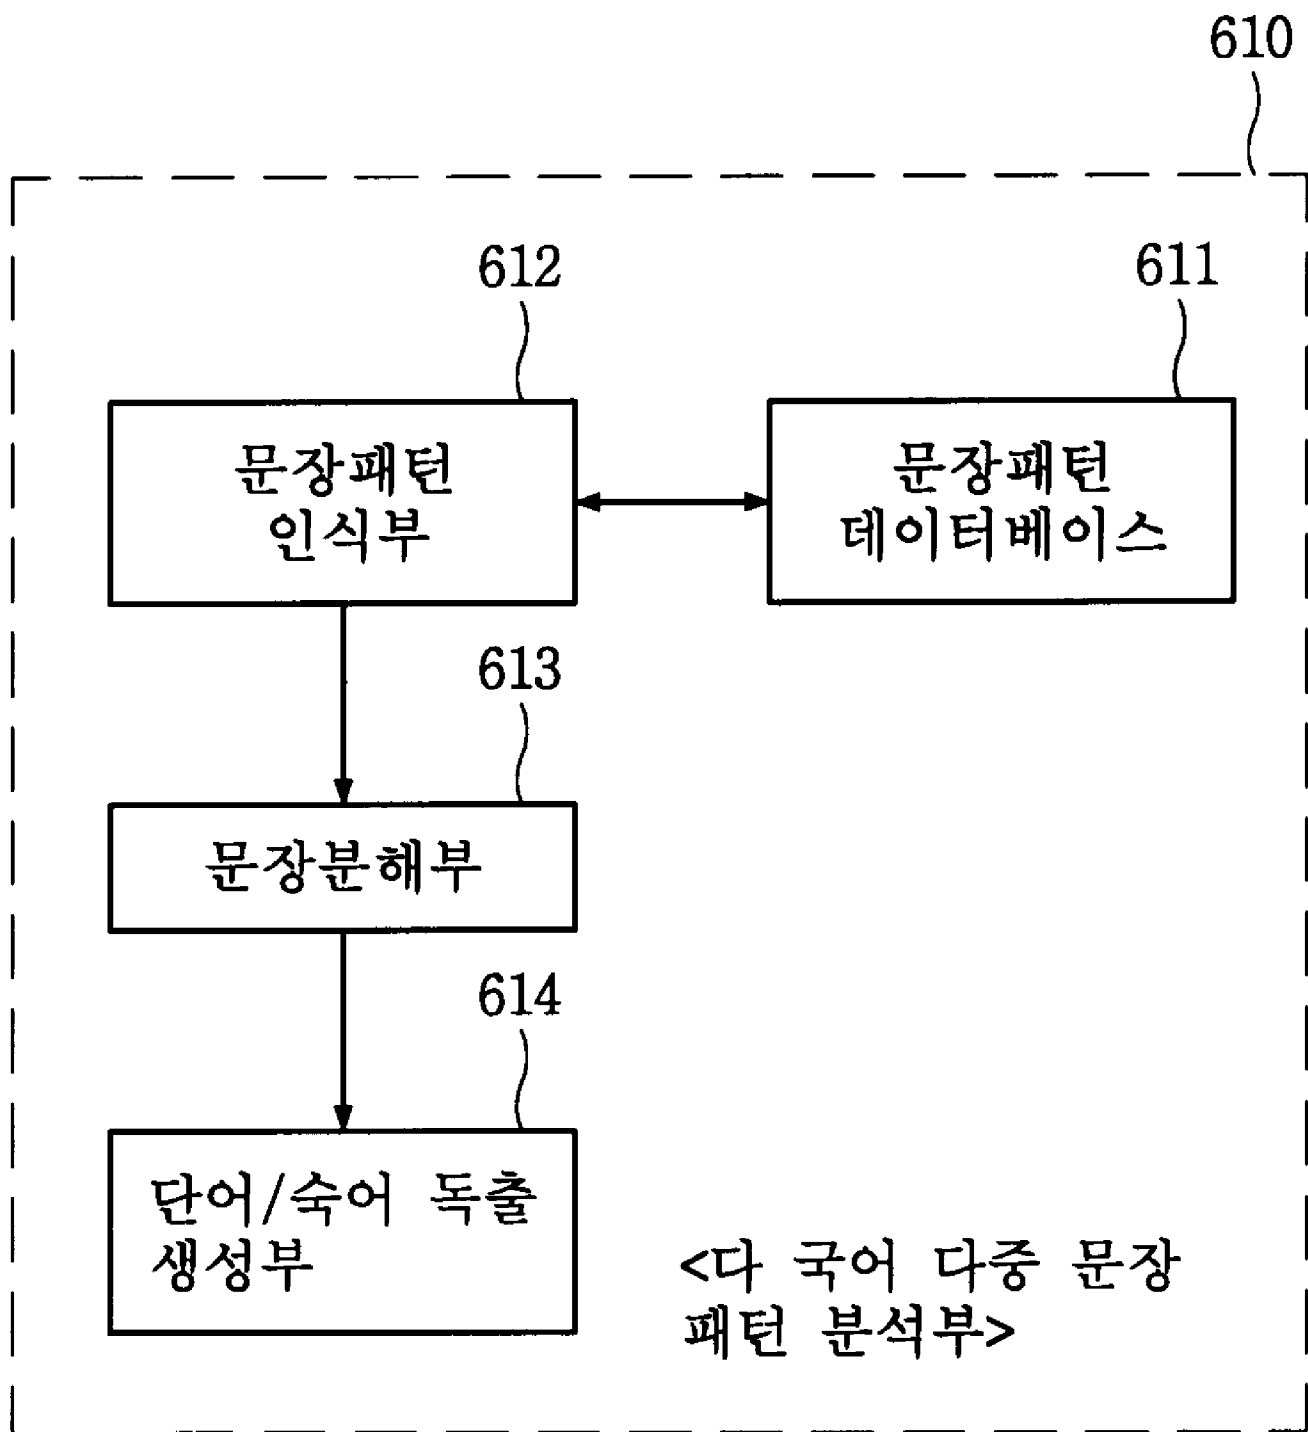 610
612
611
문장패턴
인식부
문장패턴
데이터베이스
613
문장분해부
614
단어/숙어 독출
생성부
<다 국어 다중 문장
패턴 분석부>